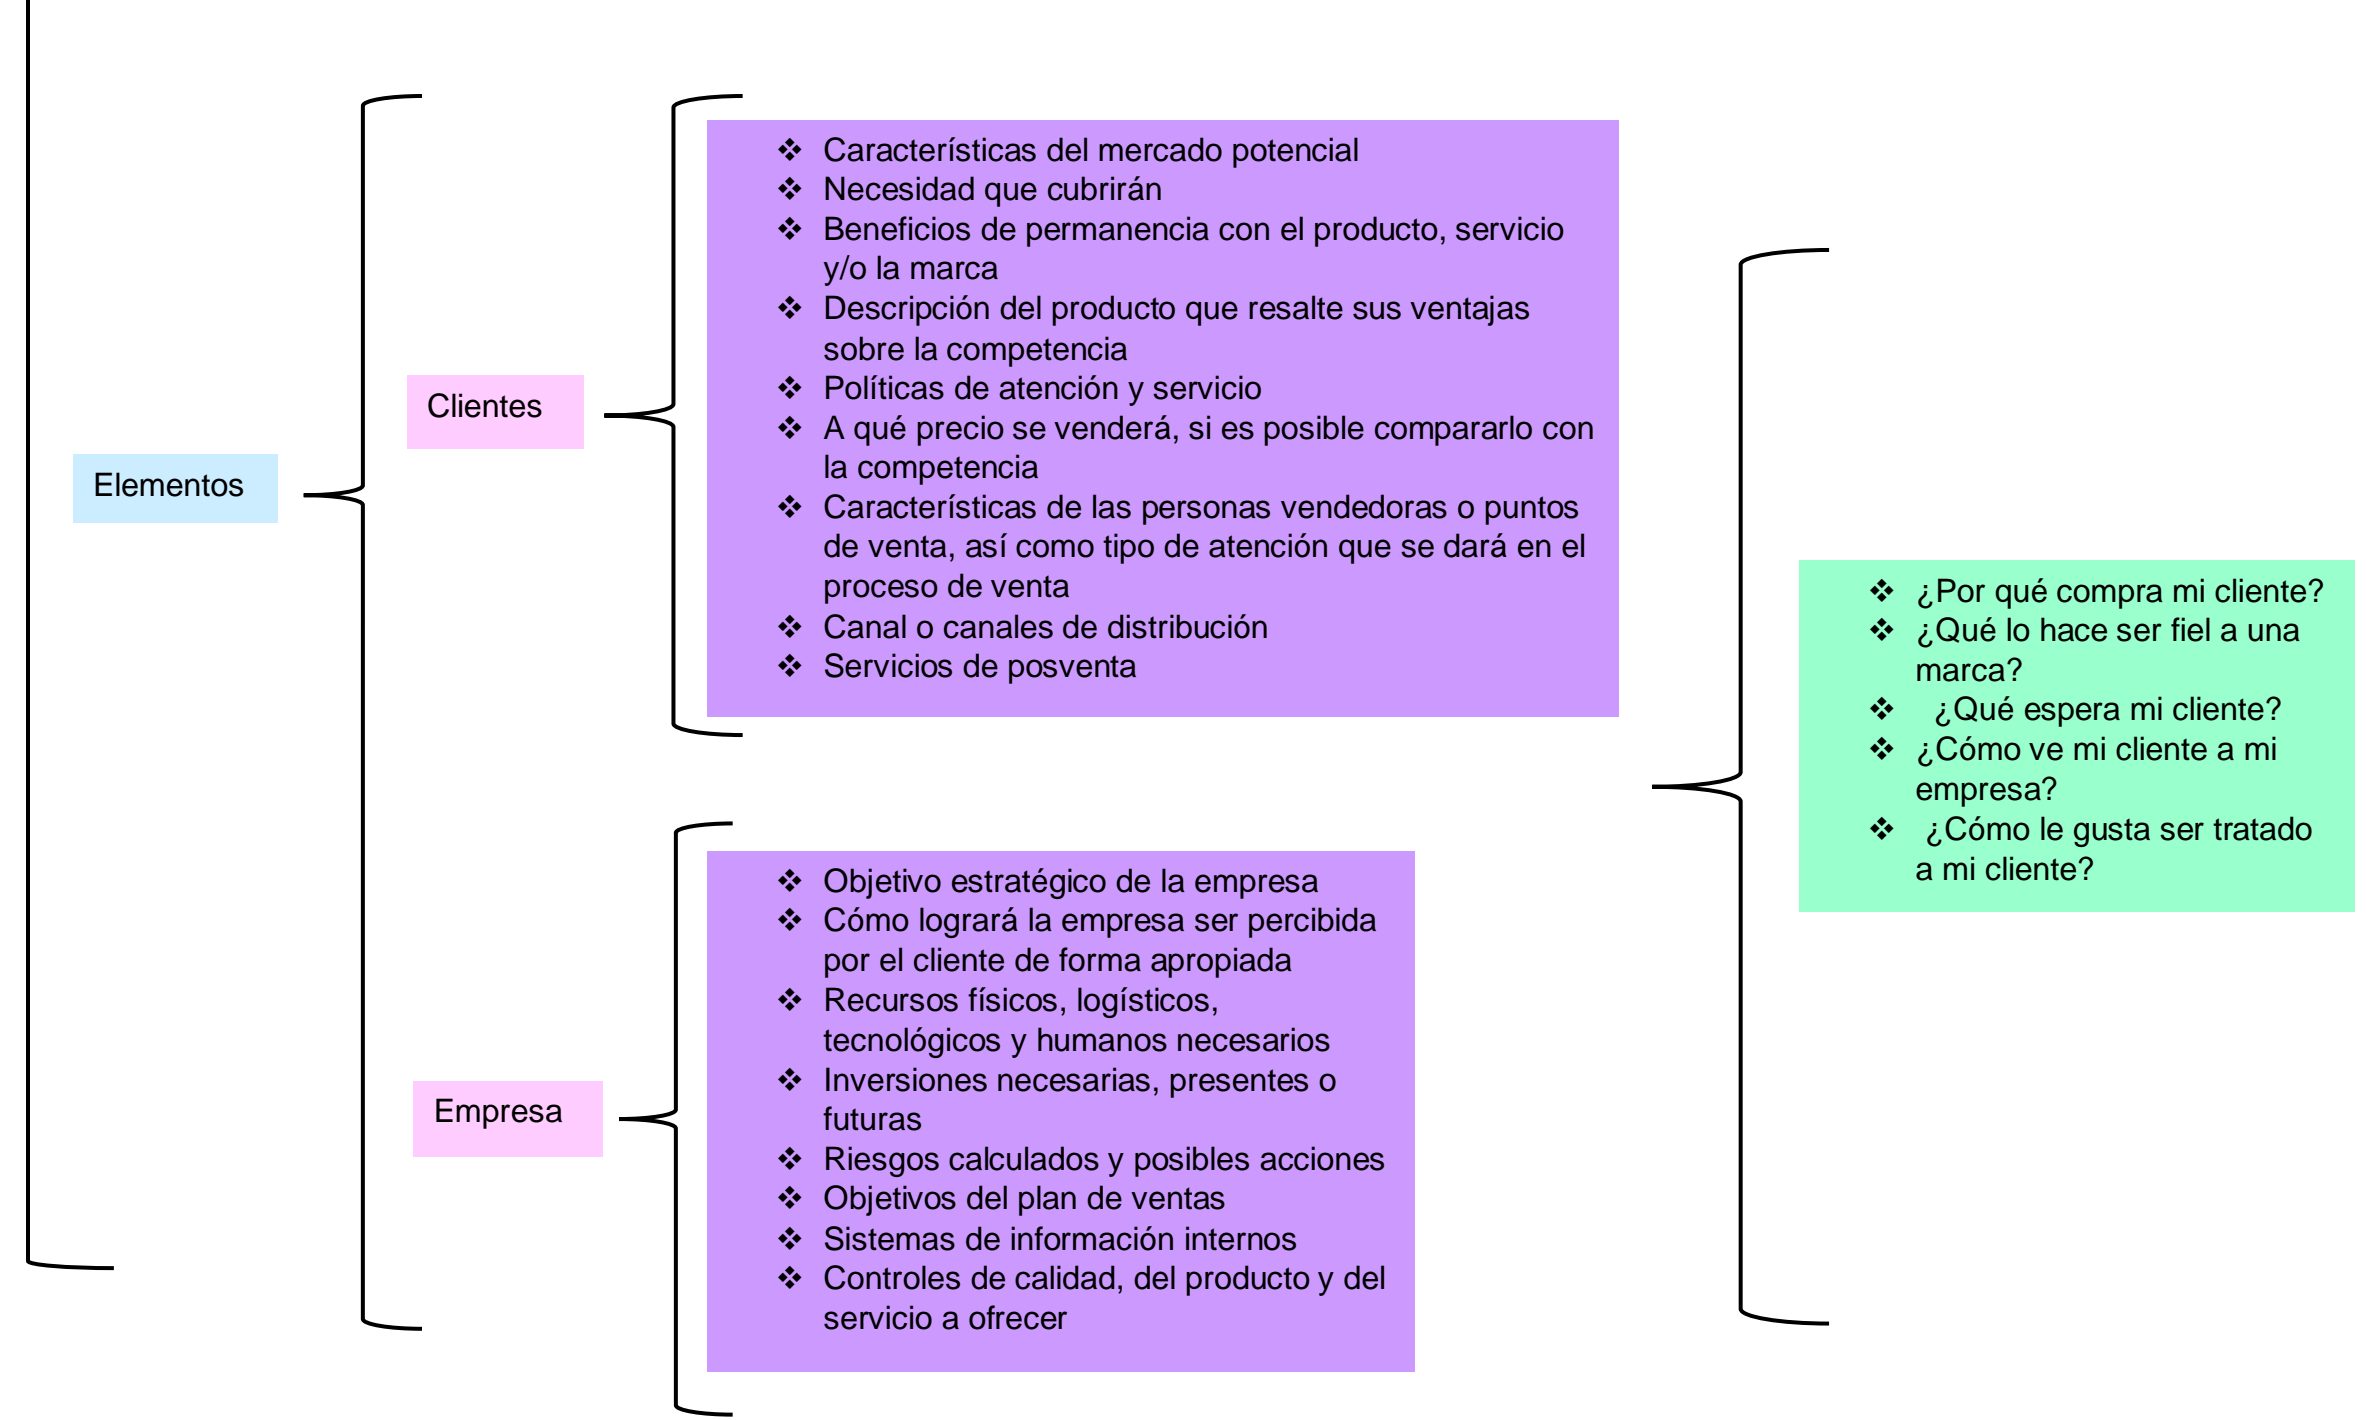 Elementos
Clientes
❖ Características del mercado potencial
❖ Necesidad que cubrirán
❖ Beneficios de permanencia con el producto, servicio
y/o la marca
❖ Descripción del producto que resalte sus ventajas
sobre la competencia
❖ Políticas de atención y servicio
❖ A qué precio se venderá, si es posible compararlo con
la competencia
❖ Características de las personas vendedoras o puntos
de venta, así como tipo de atención que se dará en el
proceso de venta
❖ Canal o canales de distribución
❖ Servicios de posventa
Empresa
❖ Objetivo estratégico de la empresa
❖ Cómo logrará la empresa ser percibida
por el cliente de forma apropiada
❖ Recursos físicos, logísticos,
tecnológicos y humanos necesarios
❖ Inversiones necesarias, presentes o
futuras
❖ Riesgos calculados y posibles acciones
❖ Objetivos del plan de ventas
❖ Sistemas de información internos
❖ Controles de calidad, del producto y del
servicio a ofrecer
❖ ¿Por qué compra mi cliente?
❖ ¿Qué lo hace ser fiel a una
marca?
❖ ¿Qué espera mi cliente?
❖ ¿Cómo ve mi cliente a mi
empresa?
❖ ¿Cómo le gusta ser tratado
a mi cliente?